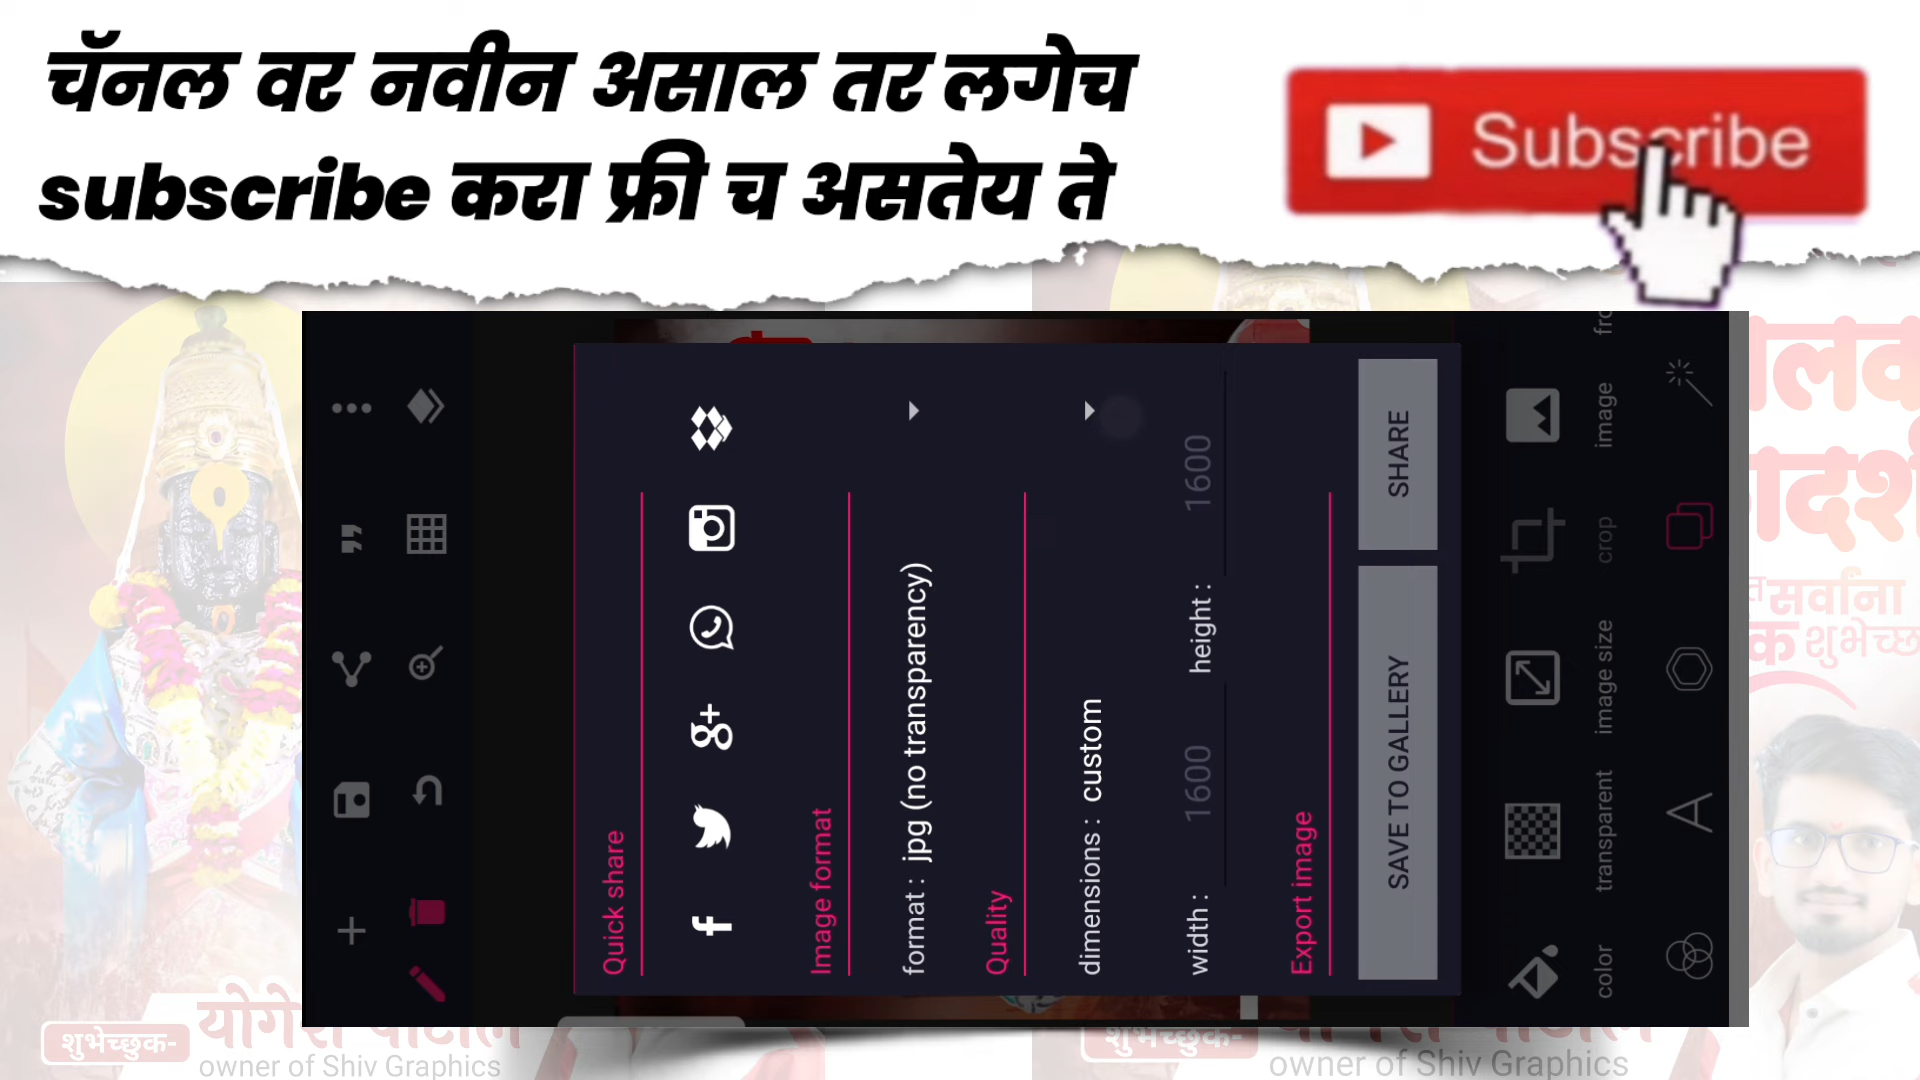 चॅनल वर नवीन असाल तर लगेच
subscribe करा फ्री च असतेय ते
Subscribe
Quick share
Image format
format : jpg (no transparency)
Quality
dimensions : custom
width : 1600 height : 1600
Export image
SAVE TO GALLERY SHARE
color
transparent
image size
crop
image
सर्वांना
शुभेच्छुक-
owner of Shiv Graphics
शुभेच्छुक-
owner of Shiv Graphics